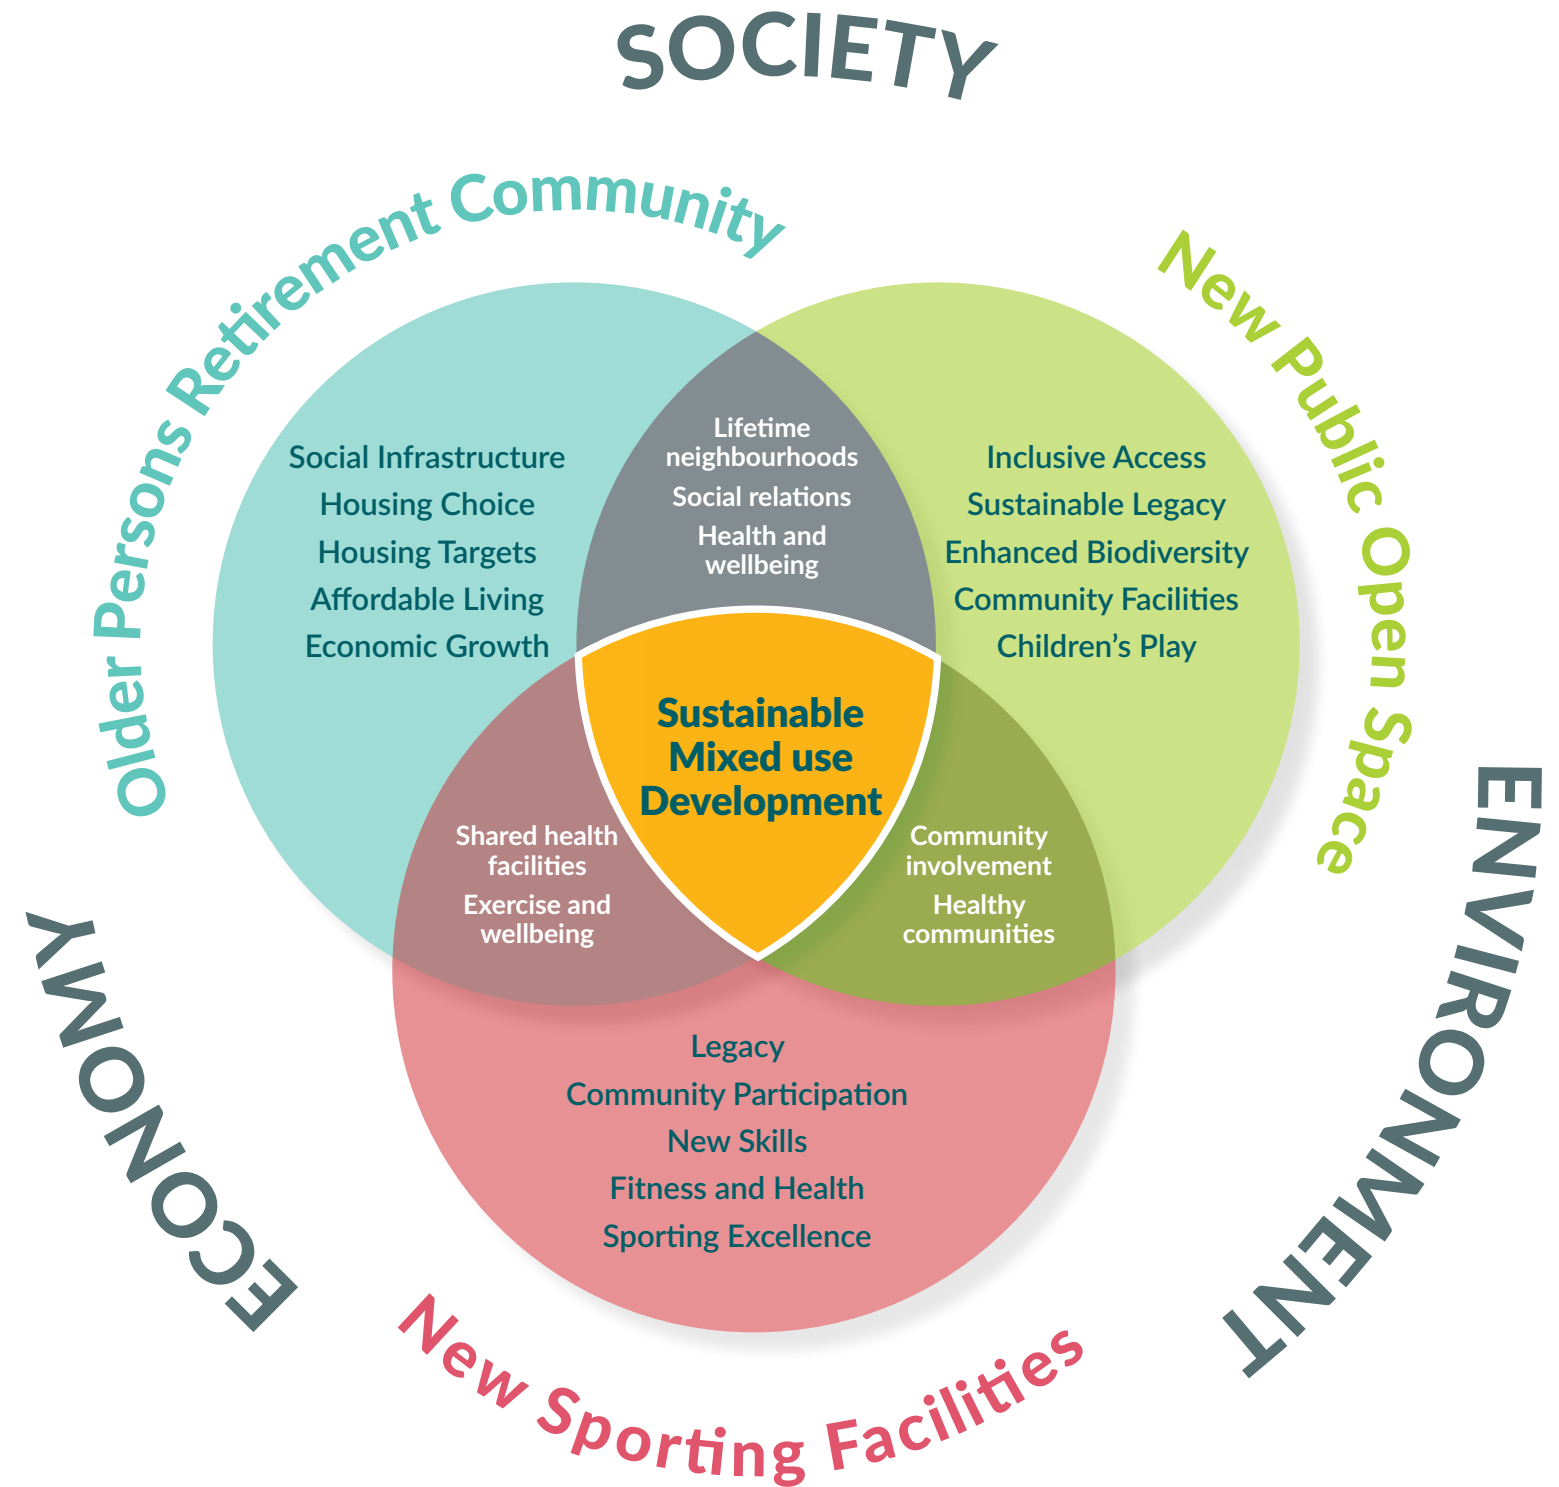 SOCIETY
Older Persons Retirement Community
New Public Open Space
Social Infrastructure
Housing Choice
Housing Targets
Affordable Living
Economic Growth
Lifetime
neighbourhoods
Social relations
Health and
wellbeing
Inclusive Access
Sustainable Legacy
Enhanced Biodiversity
Community Facilities
Children’s Play
Sustainable
Mixed use
Development
Shared health
facilities
Exercise and
wellbeing
Community
involvement
Healthy
communities
Legacy
Community Participation
New Skills
Fitness and Health
Sporting Excellence
New Sporting Facilities
ECONOMY
ENVIRONMENT